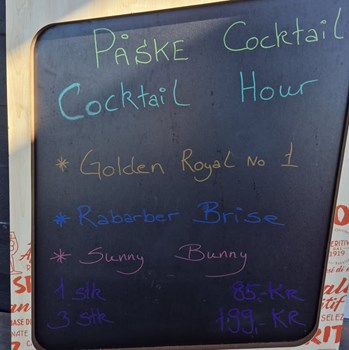 Påske Cocktail
Cocktail Hour
* Golden Royal No 1
* Rabarber Brise
* Sunny Bunny
1 stk 85,-KR
3 stk 199,-KR